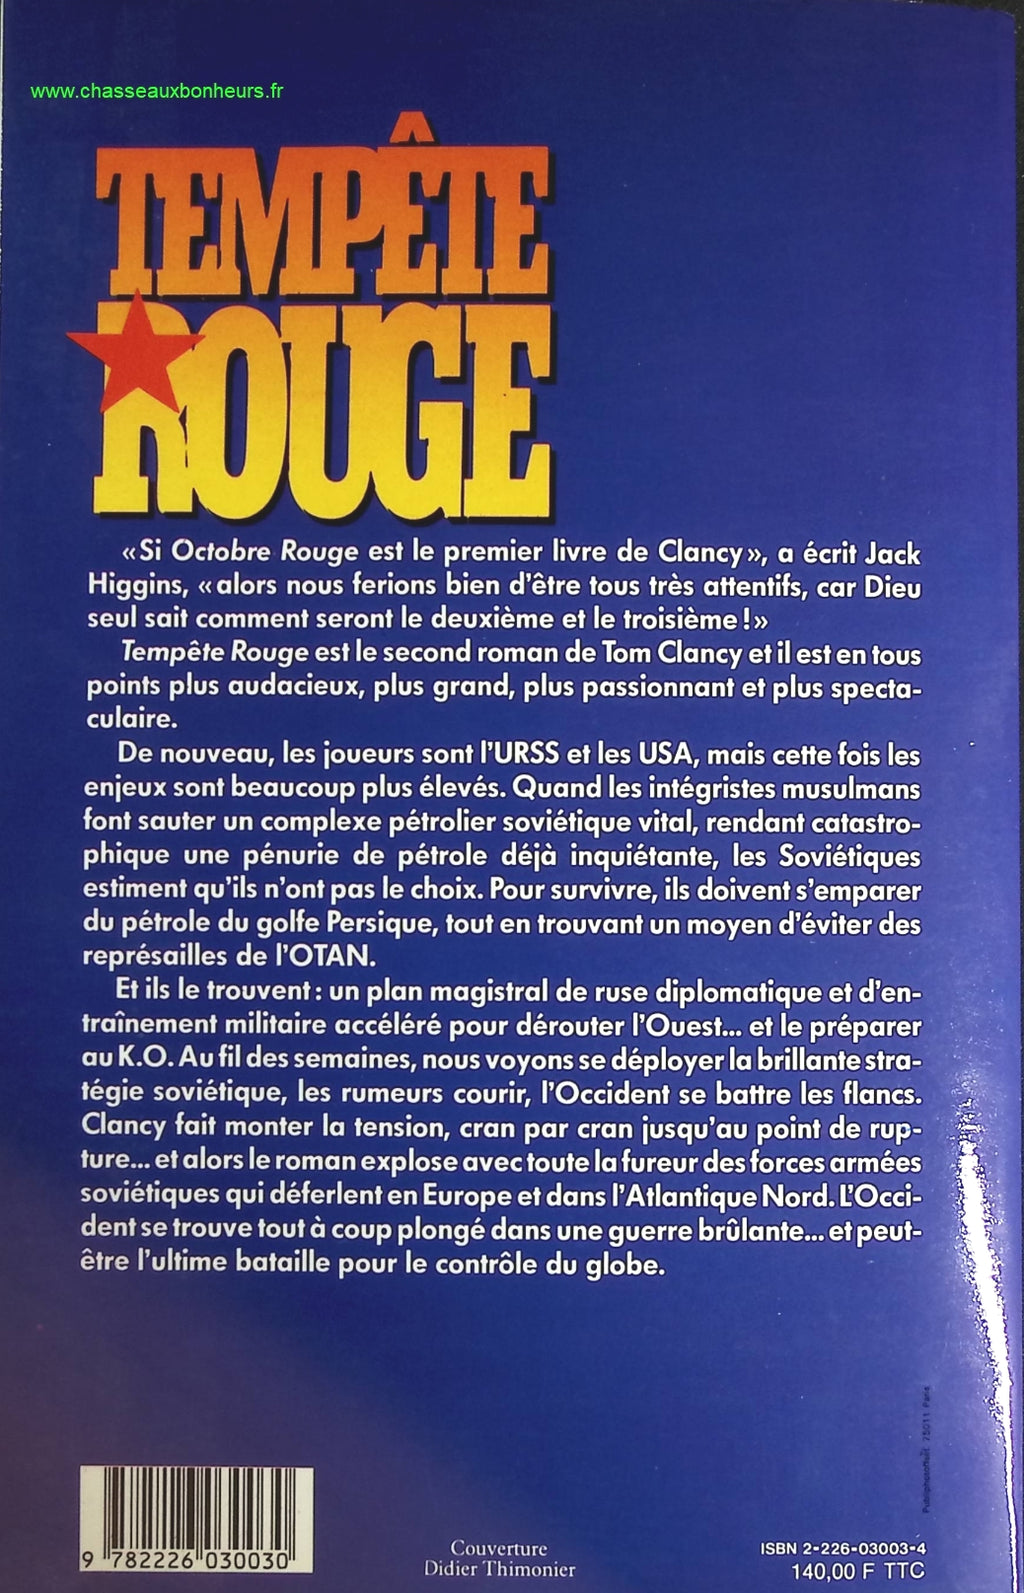 www.chasseauxbonheurs.fr
TEMPÊTE
ROUGE
«Si Octobre Rouge est le premier livre de Clancy», a écrit Jack
Higgins, «alors nous ferions bien d'être tous très attentifs, car Dieu
seul sait comment seront le deuxième et le troisième!»
Tempête Rouge est le second roman de Tom Clancy et il est en tous
points plus audacieux, plus grand, plus passionnant et plus specta-
culaire.
De nouveau, les joueurs sont l'URSS et les USA, mais cette fois les
enjeux sont beaucoup plus élevés. Quand les intégristes musulmans
font sauter un complexe pétrolier soviétique vital, rendant catastro-
phique une pénurie de pétrole déjà inquiétante, les Soviétiques
estiment qu'ils n'ont pas le choix. Pour survivre, ils doivent s'emparer
du pétrole du golfe Persique, tout en trouvant un moyen d'éviter des
représailles de l'OTAN.
Et ils le trouvent : un plan magistral de ruse diplomatique et d'en-
traînement militaire accéléré pour dérouter l'Ouest... et le préparer
au K.O. Au fil des semaines, nous voyons se déployer la brillante stra-
tégie soviétique, les rumeurs courir, l'Occident se battre les flancs.
Clancy fait monter la tension, cran par cran jusqu'au point de rup-
ture... et alors le roman explose avec toute la fureur des forces armées
soviétiques qui déferlent en Europe et dans l'Atlantique Nord. L'Occi-
dent se trouve tout à coup plongé dans une guerre brûlante... et peut-
être l'ultime bataille pour le contrôle du globe.
Publiphotoffset 75011 Paris
9 782226 030030
Couverture
Didier Thimonier
ISBN 2-226-03003-4
140,00 F TTC